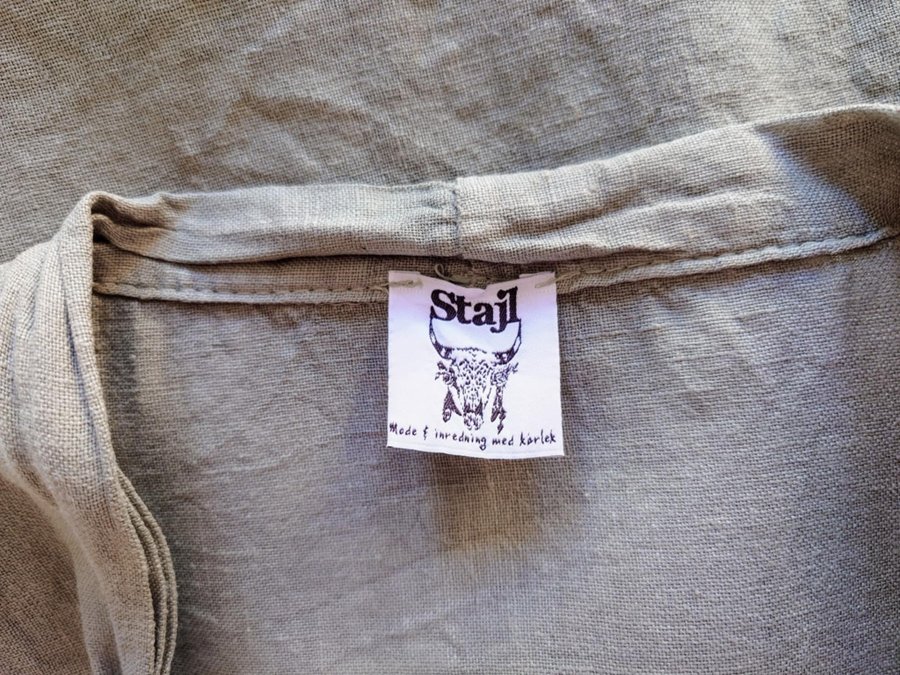 Stajl
Mode & inredning med kärlek